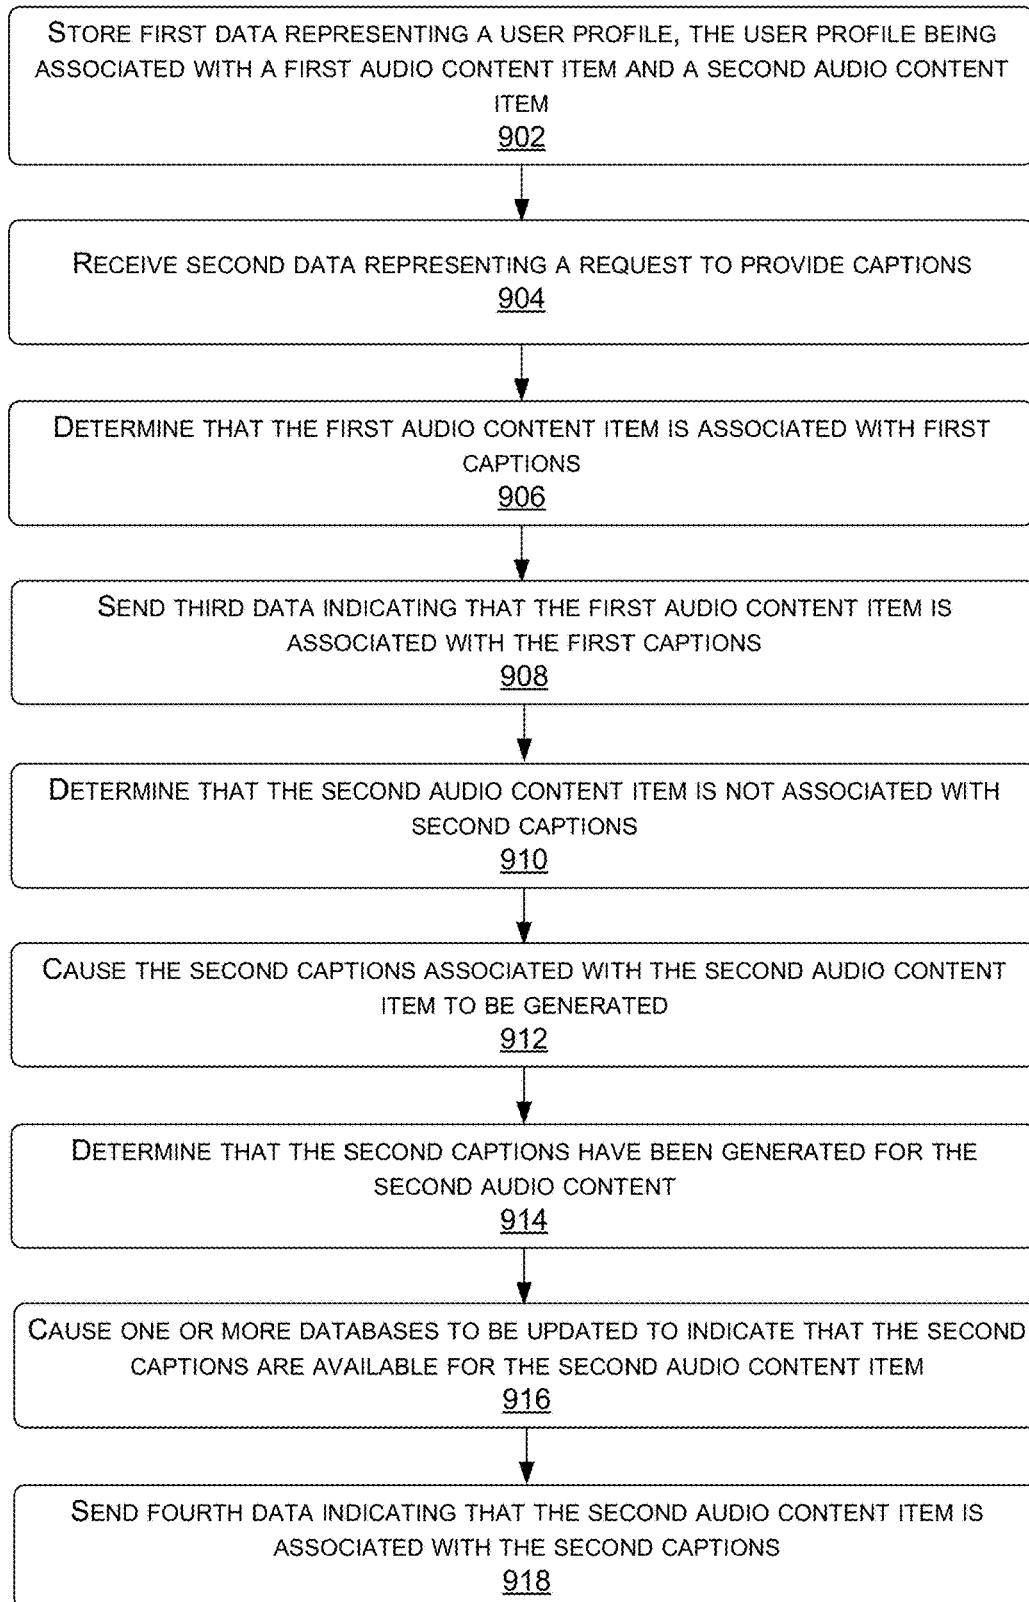 STORE FIRST DATA REPRESENTING A USER PROFILE, THE USER PROFILE BEING
ASSOCIATED WITH A FIRST AUDIO CONTENT ITEM AND A SECOND AUDIO CONTENT
ITEM
902
RECEIVE SECOND DATA REPRESENTING A REQUEST TO PROVIDE CAPTIONS
904
DETERMINE THAT THE FIRST AUDIO CONTENT ITEM IS ASSOCIATED WITH FIRST
CAPTIONS
906
SEND THIRD DATA INDICATING THAT THE FIRST AUDIO CONTENT ITEM IS
ASSOCIATED WITH THE FIRST CAPTIONS
908
DETERMINE THAT THE SECOND AUDIO CONTENT ITEM IS NOT ASSOCIATED WITH
SECOND CAPTIONS
910
CAUSE THE SECOND CAPTIONS ASSOCIATED WITH THE SECOND AUDIO CONTENT
ITEM TO BE GENERATED
912
DETERMINE THAT THE SECOND CAPTIONS HAVE BEEN GENERATED FOR THE
SECOND AUDIO CONTENT
914
CAUSE ONE OR MORE DATABASES TO BE UPDATED TO INDICATE THAT THE SECOND
CAPTIONS ARE AVAILABLE FOR THE SECOND AUDIO CONTENT ITEM
916
SEND FOURTH DATA INDICATING THAT THE SECOND AUDIO CONTENT ITEM IS
ASSOCIATED WITH THE SECOND CAPTIONS
918